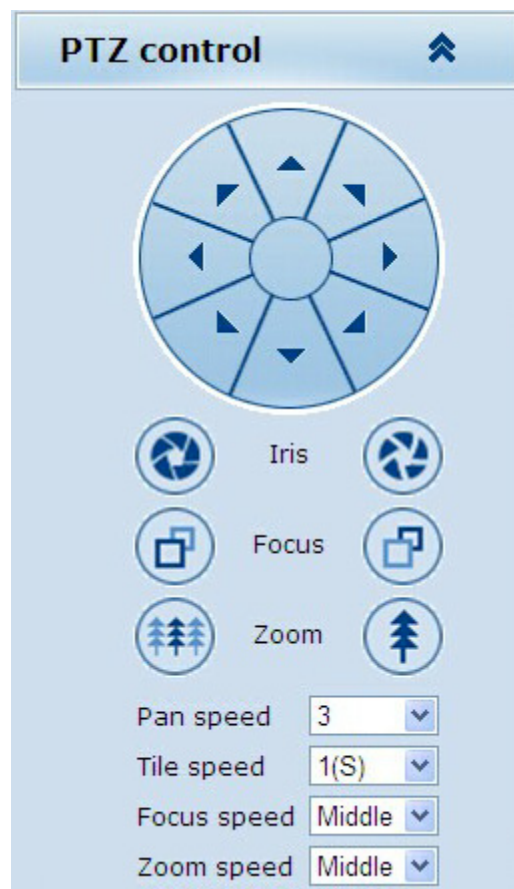 PTZ control
Iris
Focus
Zoom
Pan speed 3
Tile speed 1(S)
Focus speed Middle
Zoom speed Middle